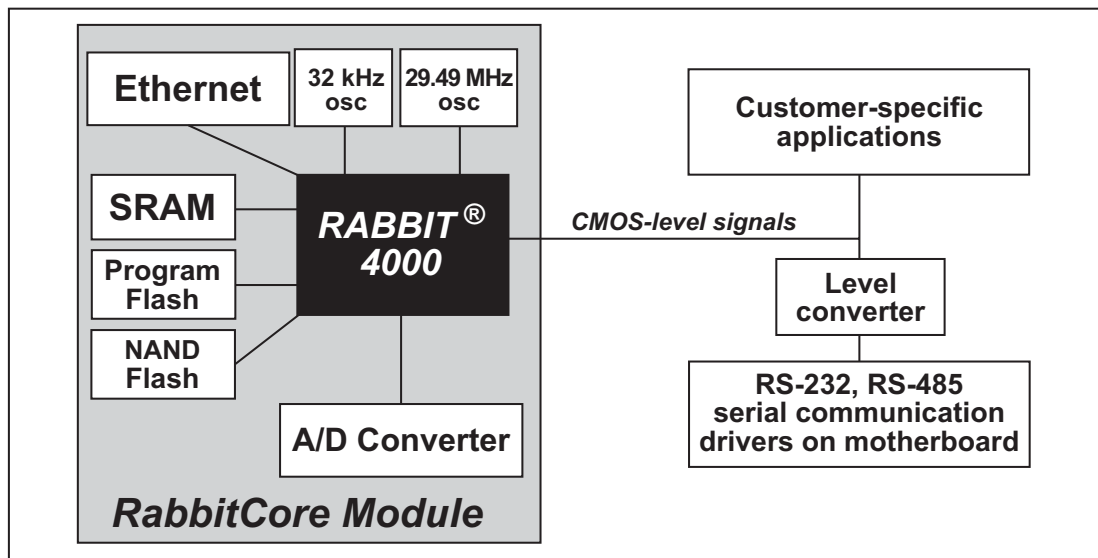 Ethernet
32 kHz
osc
29.49 MHz
osc
SRAM
Program
Flash
NAND
Flash
RABBIT ®
4000
A/D Converter
RabbitCore Module
CMOS-level signals
Customer-specific
applications
Level
converter
RS-232, RS-485
serial communication
drivers on motherboard